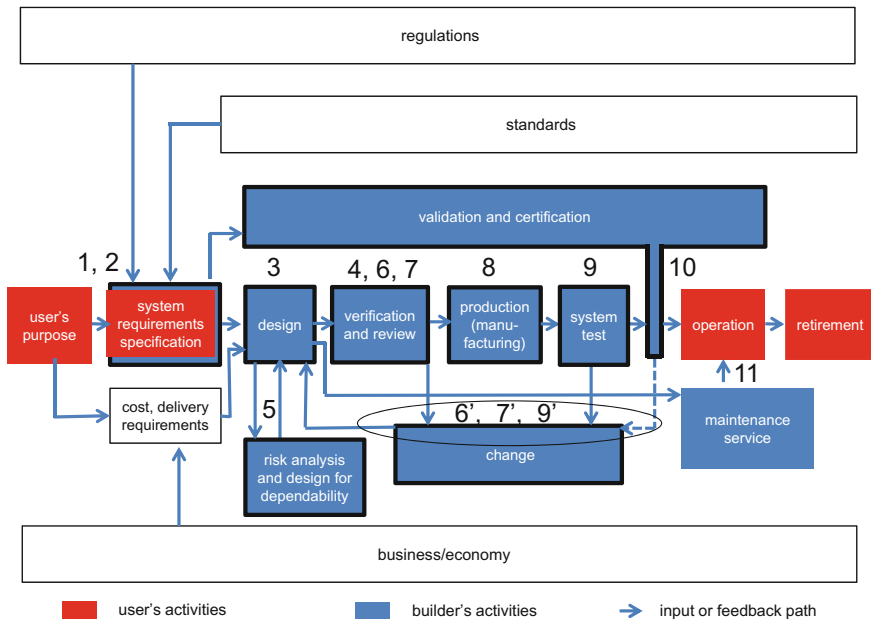 regulations
standards
validation and certification
1, 2
3
4, 6, 7
8
9
10
user's
purpose
system
requirements
specification
design
verification
and review
production
(manu-
facturing)
system
test
operation
retirement
cost, delivery
requirements
5
risk analysis
and design for
dependability
6’, 7’, 9’
change
11
maintenance
service
business/economy
user's activities
builder's activities
input or feedback path